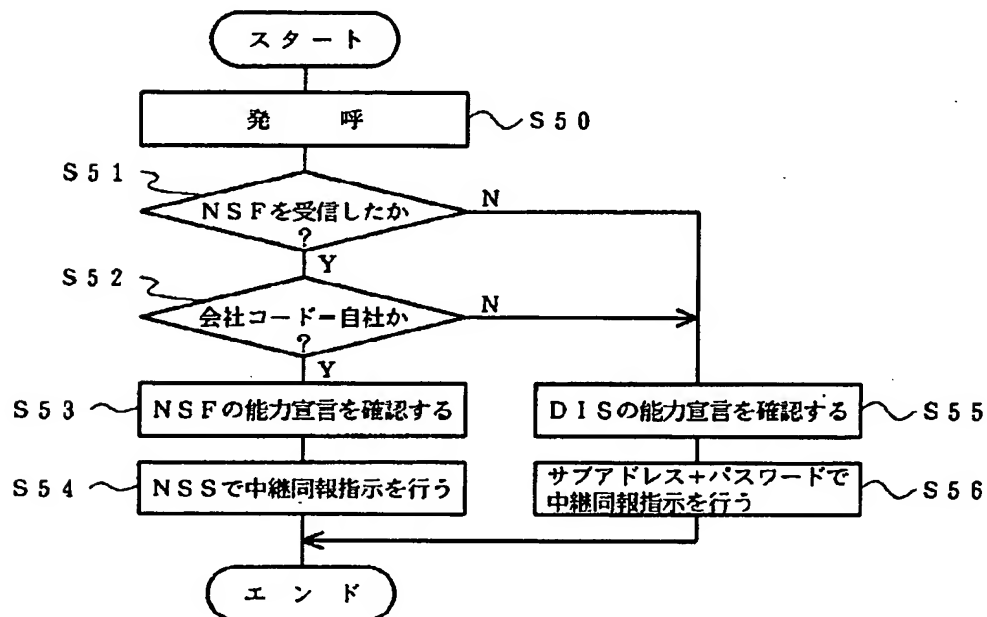 スタート
発 呼
S50
S51
NSFを受信したか
?
N
Y
S52
会社コード=自社か
?
N
Y
S53
NSFの能力宣言を確認する
DISの能力宣言を確認する
S55
S54
NSSで中継同報指示を行う
サブアドレス+パスワードで
中継同報指示を行う
S56
エンド